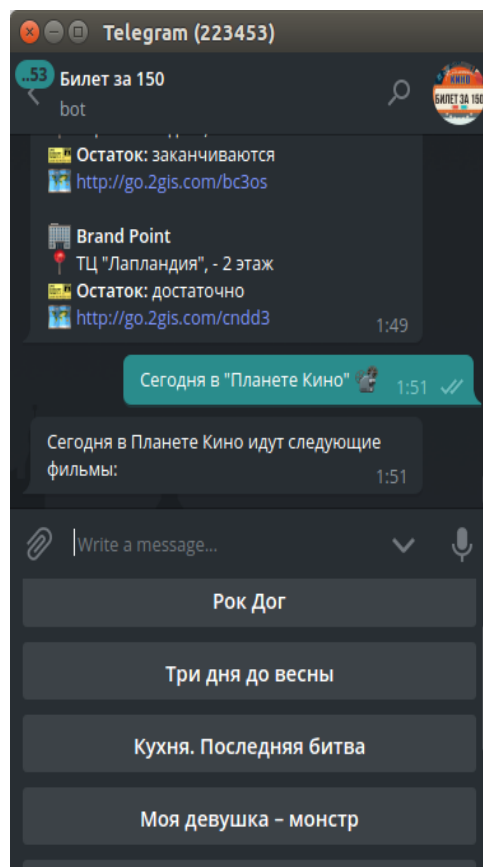 Telegram (223453)
..53
Билет за 150
bot
КИНО
БИЛЕТ ЗА 150
Остаток: заканчиваются
http://go.2gis.com/bc3os
Brand Point
ТЦ "Лапландия", - 2 этаж
Остаток: достаточно
http://go.2gis.com/cndd3
1:49
Сегодня в "Планете Кино"
1:51
Сегодня в Планете Кино идут следующие
фильмы:
1:51
Write a message...
Рок Дог
Три дня до весны
Кухня. Последняя битва
Моя девушка – монстр